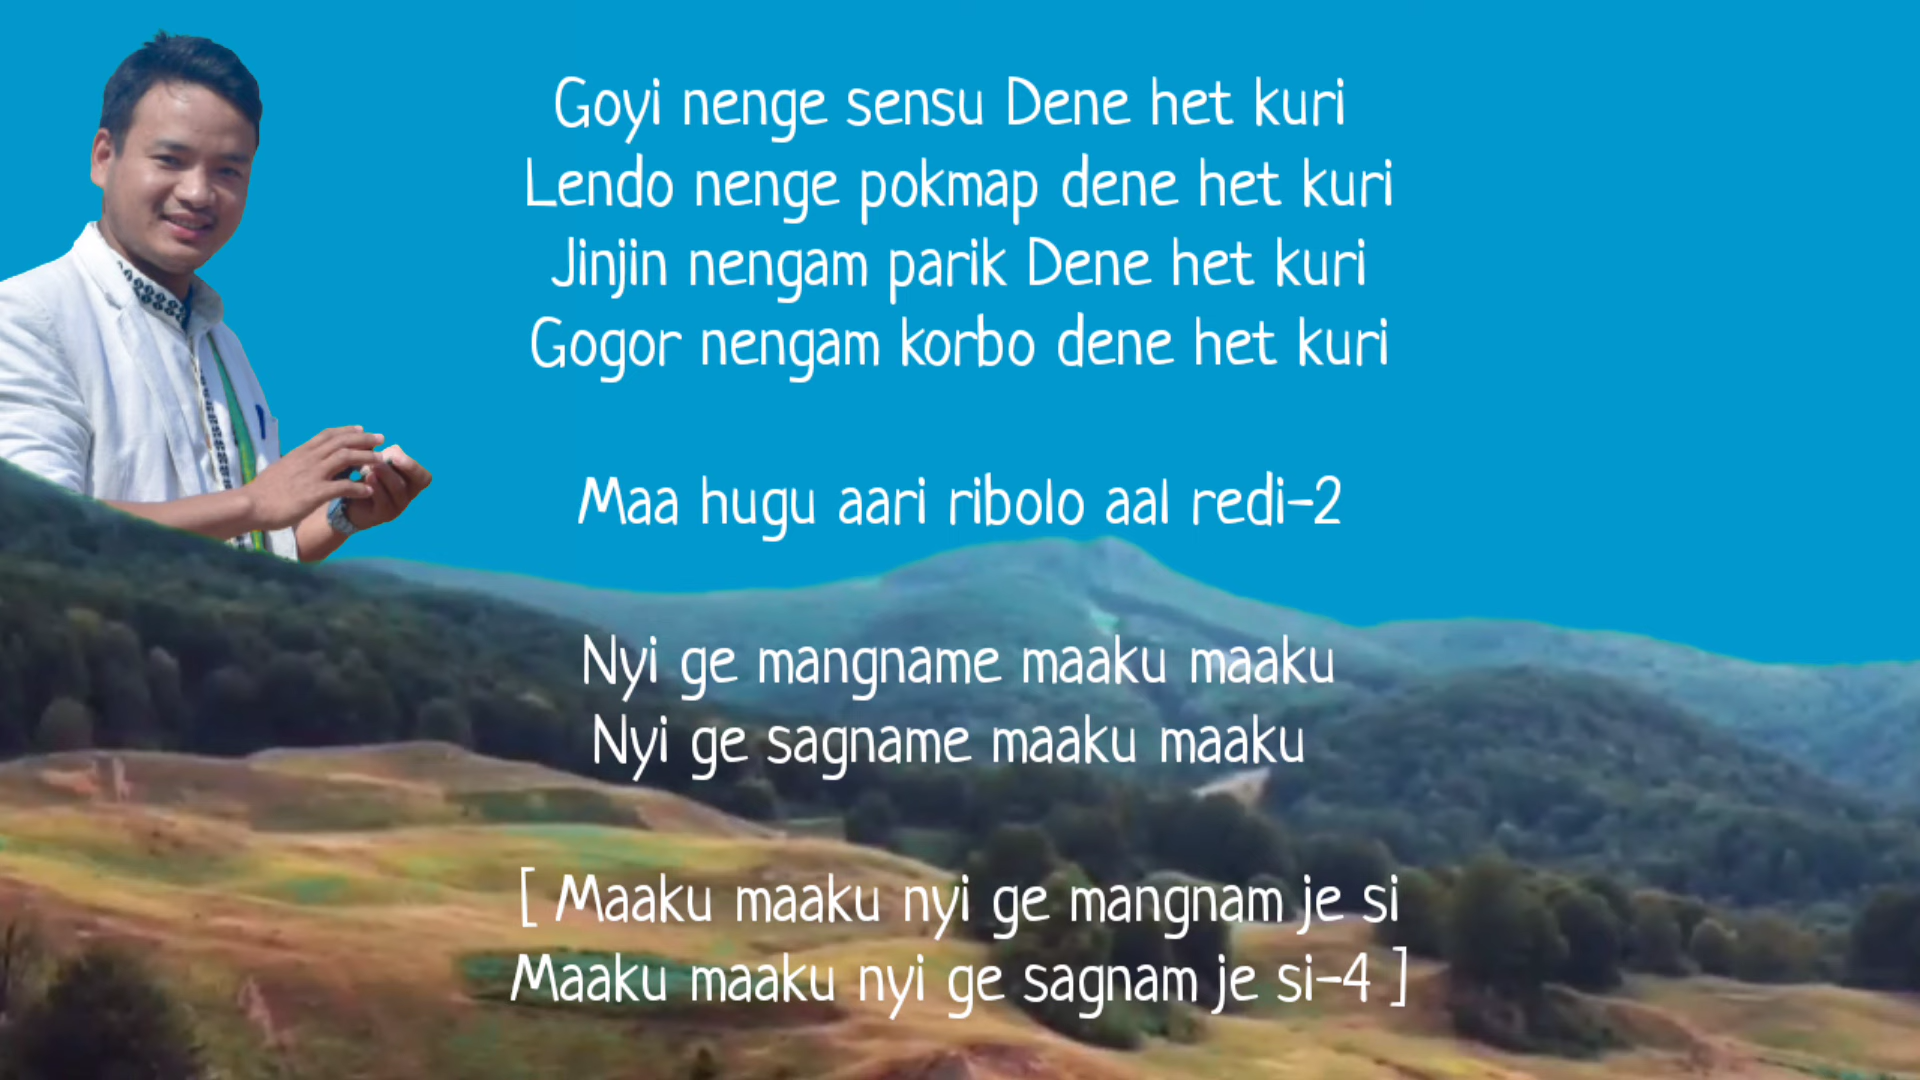 Goyi nenge sensu Dene het kuri
Lendo nenge pokmap dene het kuri
Jinjin nengam parik Dene het kuri
Gogor nengam korbo dene het kuri
Maa hugu aari ribolo aal redi-2
Nyi ge mangname maaku maaku
Nyi ge sagname maaku maaku
[ Maaku maaku nyi ge mangnam je si
Maaku maaku nyi ge sagnam je si-4 ]